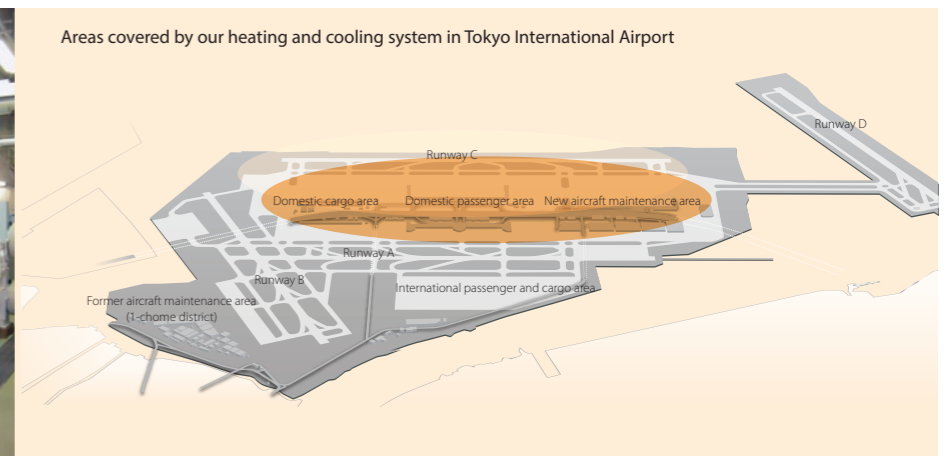 Areas covered by our heating and cooling system in Tokyo International Airport
Runway D
Runway C
Domestic cargo area
Domestic passenger area
New aircraft maintenance area
Runway A
Runway B
International passenger and cargo area
Former aircraft maintenance area
(1-chome district)